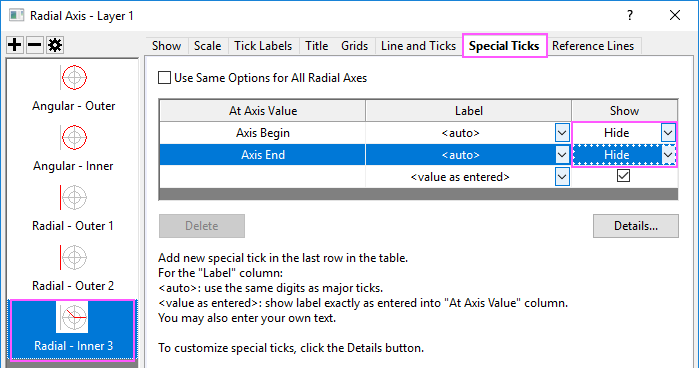 Radial Axis - Layer 1
Show Scale Tick Labels Title Grids Line and Ticks Special Ticks Reference Lines
Angular - Outer
Angular - Inner
Radial - Outer 1
Radial - Outer 2
Radial - Inner 3
Use Same Options for All Radial Axes
At Axis Value Label Show
Axis Begin <auto> Hide
Axis End <auto> Hide
<value as entered>
Delete Details...
Add new special tick in the last row in the table.
For the "Label" column:
<auto>: use the same digits as major ticks.
<value as entered>: show label exactly as entered into "At Axis Value" column.
You may also enter your own text.
To customize special ticks, click the Details button.